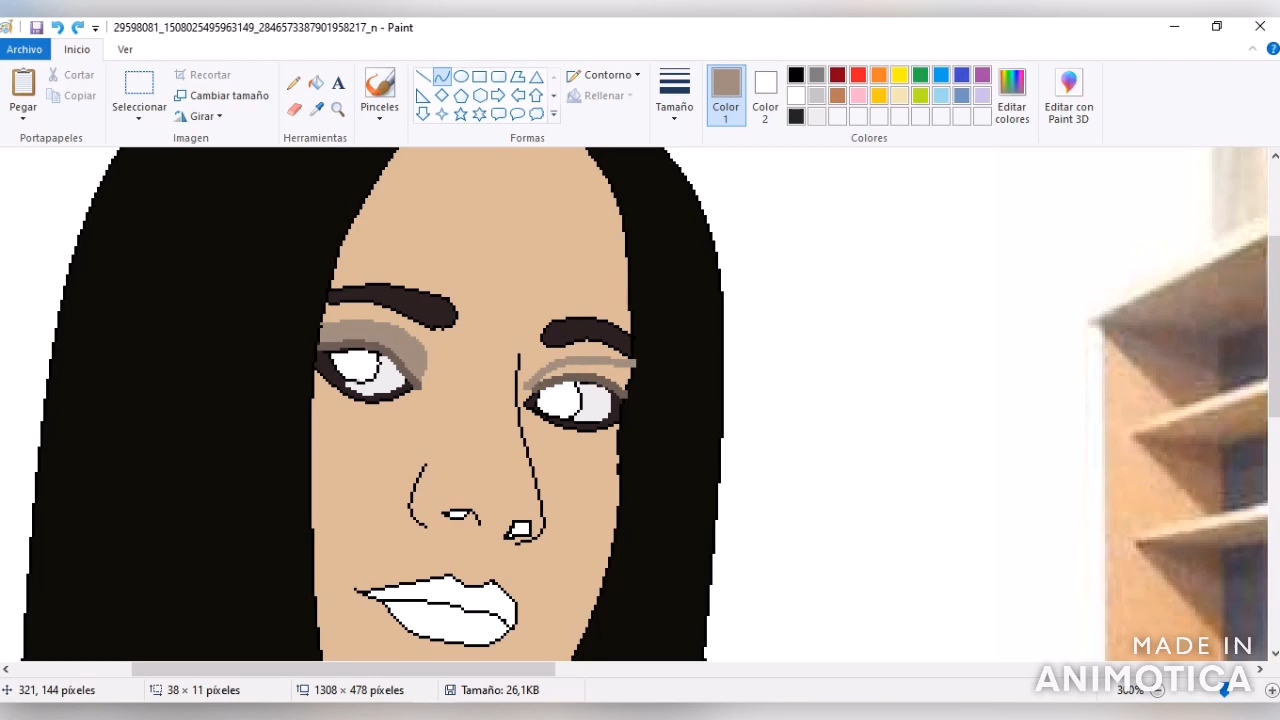 29598081_1508025495963149_2846573387901958217_n - Paint
Archivo Inicio Ver
Pegar
Cortar
Copiar
Portapapeles
Seleccionar
Recortar
Cambiar tamaño
Girar
Imagen
A
Herramientas
Pinceles
Contorno
Rellenar
Formas
Tamaño
Color 1
Color 2
Editar colores
Colores
Editar con Paint 3D
MADE IN
ANIMOTICA
321, 144 píxeles
38 × 11 píxeles
1308 × 478 píxeles
Tamaño: 26,1KB